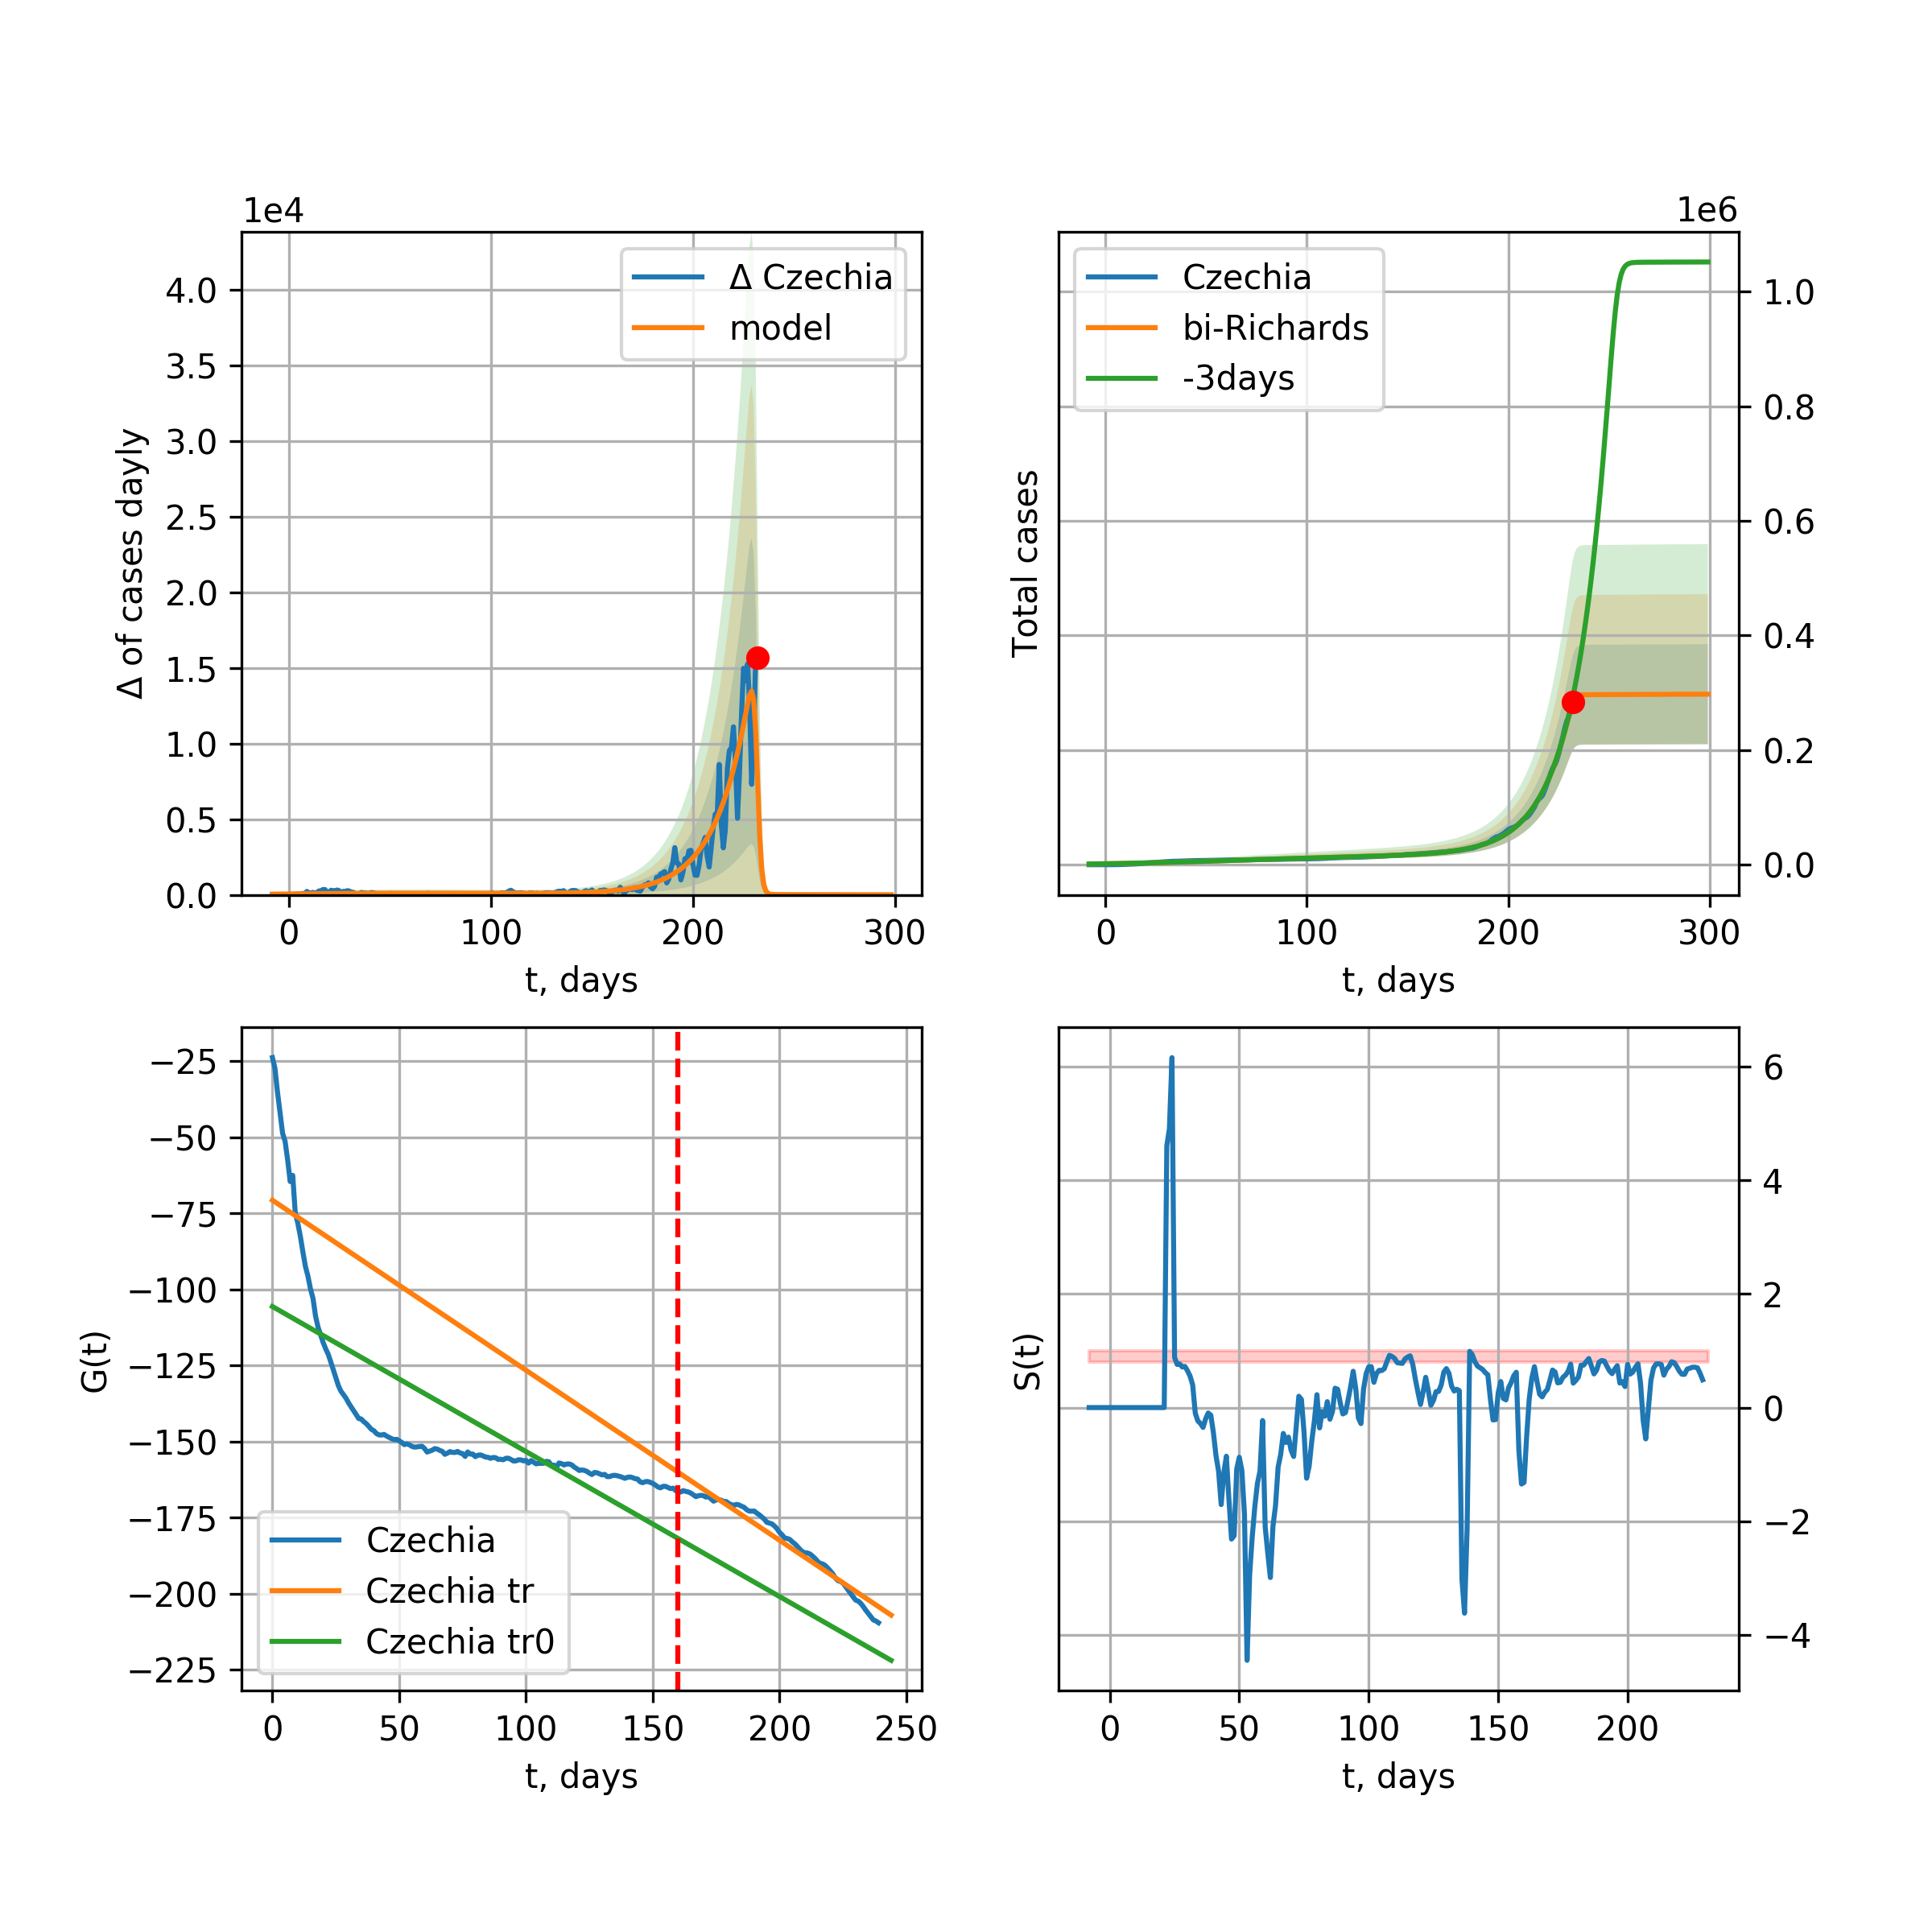 1e4
Δ of cases dayly
4.0
3.5
3.0
2.5
2.0
1.5
1.0
0.5
0.0
0 100 200 300
t, days
Δ Czechia
model
1e6
Total cases
1.0
0.8
0.6
0.4
0.2
0.0
0 100 200 300
t, days
Czechia
bi-Richards
-3days
G(t)
−25
−50
−75
−100
−125
−150
−175
−200
−225
0 50 100 150 200 250
t, days
Czechia
Czechia tr
Czechia tr0
S(t)
6
4
2
0
−2
−4
0 50 100 150 200
t, days